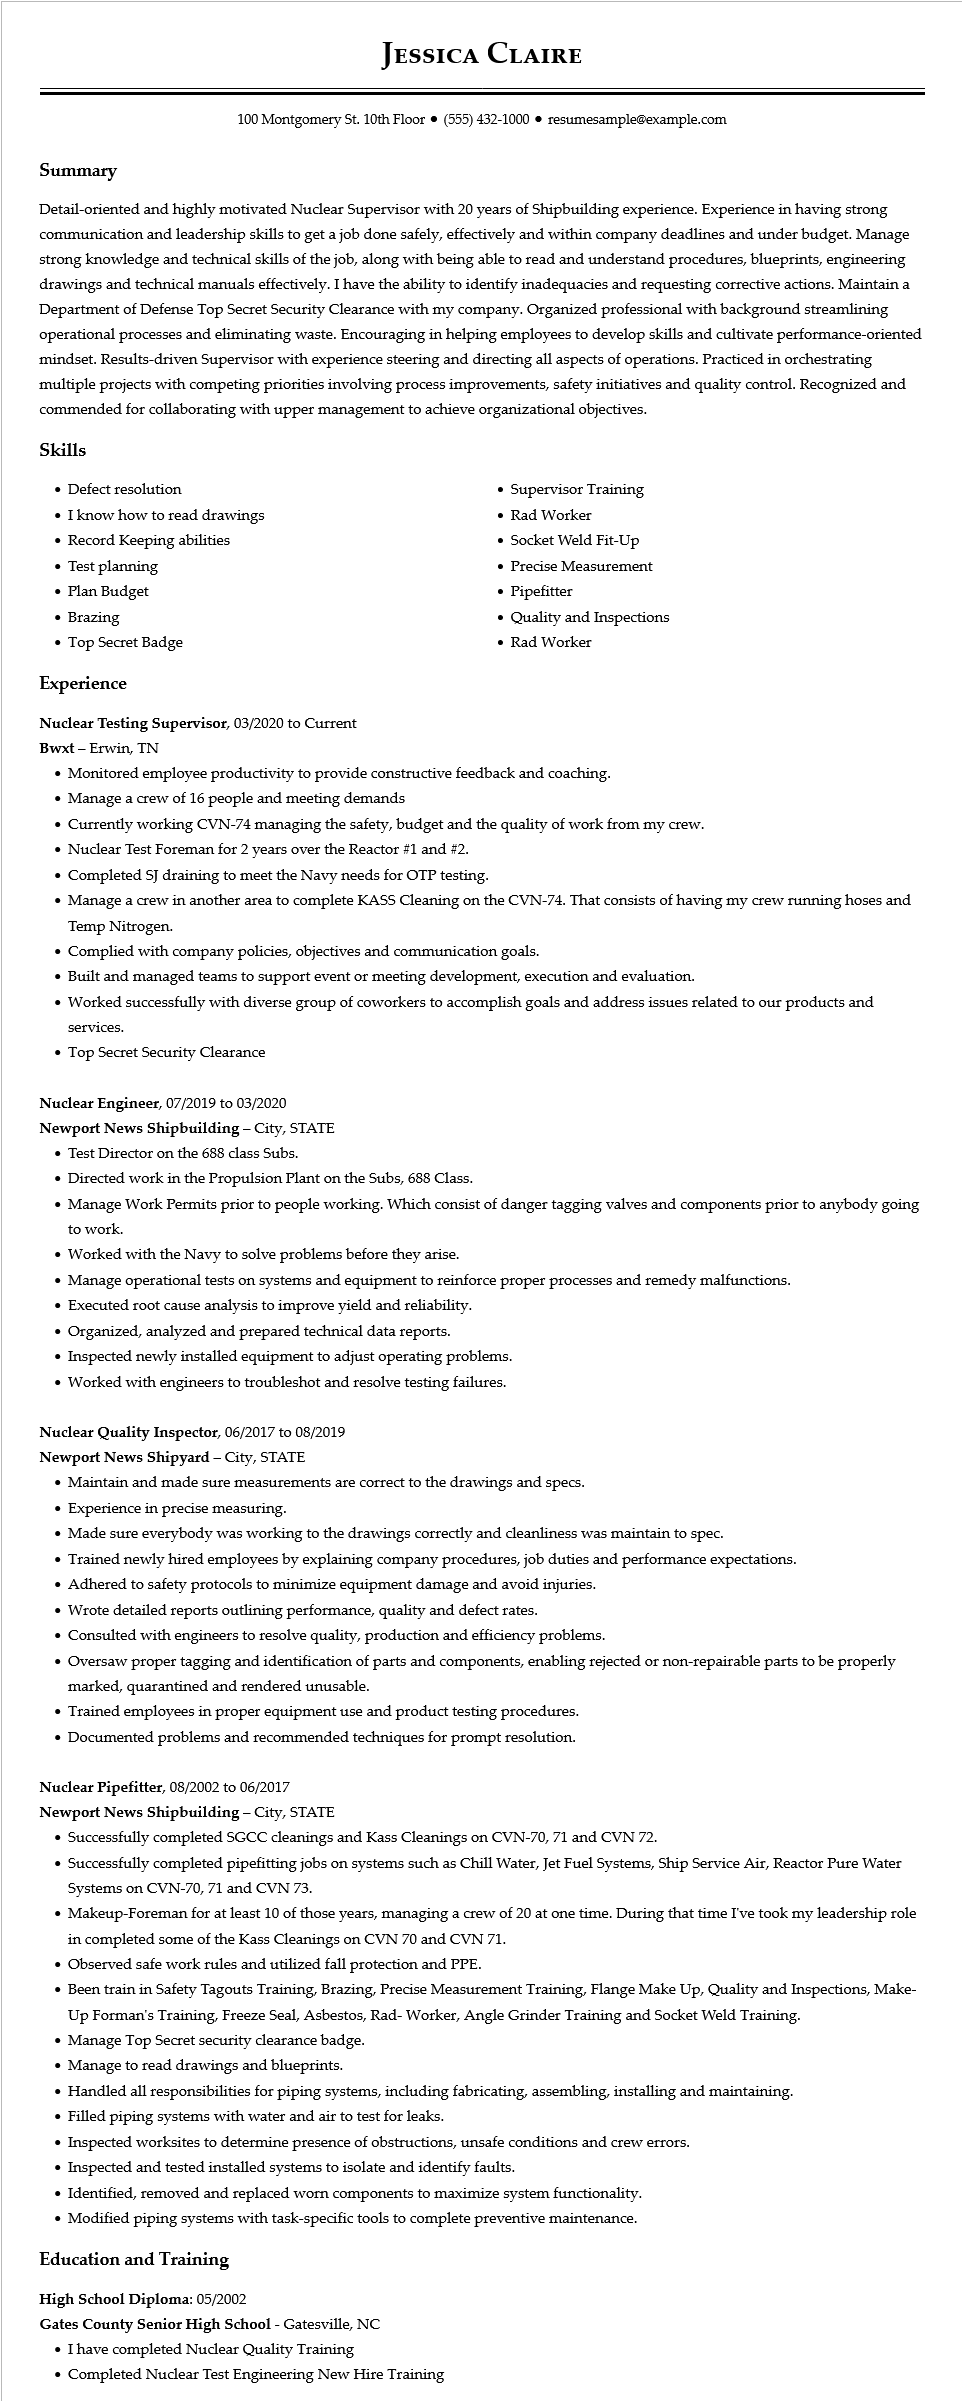 Jessica Claire
100 Montgomery St. 10th Floor ● (555) 432-1000 ● resumesample@example.com
Summary
Detail-oriented and highly motivated Nuclear Supervisor with 20 years of Shipbuilding experience. Experience in having strong
communication and leadership skills to get a job done safely, effectively and within company deadlines and under budget. Manage
strong knowledge and technical skills of the job, along with being able to read and understand procedures, blueprints, engineering
drawings and technical manuals effectively. I have the ability to identify inadequacies and requesting corrective actions. Maintain a
Department of Defense Top Secret Security Clearance with my company. Organized professional with background streamlining
operational processes and eliminating waste. Encouraging in helping employees to develop skills and cultivate performance-oriented
mindset. Results-driven Supervisor with experience steering and directing all aspects of operations. Practiced in orchestrating
multiple projects with competing priorities involving process improvements, safety initiatives and quality control. Recognized and
commended for collaborating with upper management to achieve organizational objectives.
Skills
• Defect resolution
• I know how to read drawings
• Record Keeping abilities
• Test planning
• Plan Budget
• Brazing
• Top Secret Badge
• Supervisor Training
• Rad Worker
• Socket Weld Fit-Up
• Precise Measurement
• Pipefitter
• Quality and Inspections
• Rad Worker
Experience
Nuclear Testing Supervisor, 03/2020 to Current
Bwxt – Erwin, TN
• Monitored employee productivity to provide constructive feedback and coaching.
• Manage a crew of 16 people and meeting demands
• Currently working CVN-74 managing the safety, budget and the quality of work from my crew.
• Nuclear Test Foreman for 2 years over the Reactor #1 and #2.
• Completed SJ draining to meet the Navy needs for OTP testing.
• Manage a crew in another area to complete KASS Cleaning on the CVN-74. That consists of having my crew running hoses and
Temp Nitrogen.
• Complied with company policies, objectives and communication goals.
• Built and managed teams to support event or meeting development, execution and evaluation.
• Worked successfully with diverse group of coworkers to accomplish goals and address issues related to our products and
services.
• Top Secret Security Clearance
Nuclear Engineer, 07/2019 to 03/2020
Newport News Shipbuilding – City, STATE
• Test Director on the 688 class Subs.
• Directed work in the Propulsion Plant on the Subs, 688 Class.
• Manage Work Permits prior to people working. Which consist of danger tagging valves and components prior to anybody going
to work.
• Worked with the Navy to solve problems before they arise.
• Manage operational tests on systems and equipment to reinforce proper processes and remedy malfunctions.
• Executed root cause analysis to improve yield and reliability.
• Organized, analyzed and prepared technical data reports.
• Inspected newly installed equipment to adjust operating problems.
• Worked with engineers to troubleshot and resolve testing failures.
Nuclear Quality Inspector, 06/2017 to 08/2019
Newport News Shipyard – City, STATE
• Maintain and made sure measurements are correct to the drawings and specs.
• Experience in precise measuring.
• Made sure everybody was working to the drawings correctly and cleanliness was maintain to spec.
• Trained newly hired employees by explaining company procedures, job duties and performance expectations.
• Adhered to safety protocols to minimize equipment damage and avoid injuries.
• Wrote detailed reports outlining performance, quality and defect rates.
• Consulted with engineers to resolve quality, production and efficiency problems.
• Oversaw proper tagging and identification of parts and components, enabling rejected or non-repairable parts to be properly
marked, quarantined and rendered unusable.
• Trained employees in proper equipment use and product testing procedures.
• Documented problems and recommended techniques for prompt resolution.
Nuclear Pipefitter, 08/2002 to 06/2017
Newport News Shipbuilding – City, STATE
• Successfully completed SGCC cleanings and Kass Cleanings on CVN-70, 71 and CVN 72.
• Successfully completed pipefitting jobs on systems such as Chill Water, Jet Fuel Systems, Ship Service Air, Reactor Pure Water
Systems on CVN-70, 71 and CVN 73.
• Makeup-Foreman for at least 10 of those years, managing a crew of 20 at one time. During that time I've took my leadership role
in completed some of the Kass Cleanings on CVN 70 and CVN 71.
• Observed safe work rules and utilized fall protection and PPE.
• Been train in Safety Tagouts Training, Brazing, Precise Measurement Training, Flange Make Up, Quality and Inspections, Make-
Up Forman's Training, Freeze Seal, Asbestos, Rad- Worker, Angle Grinder Training and Socket Weld Training.
• Manage Top Secret security clearance badge.
• Manage to read drawings and blueprints.
• Handled all responsibilities for piping systems, including fabricating, assembling, installing and maintaining.
• Filled piping systems with water and air to test for leaks.
• Inspected worksites to determine presence of obstructions, unsafe conditions and crew errors.
• Inspected and tested installed systems to isolate and identify faults.
• Identified, removed and replaced worn components to maximize system functionality.
• Modified piping systems with task-specific tools to complete preventive maintenance.
Education and Training
High School Diploma: 05/2002
Gates County Senior High School - Gatesville, NC
• I have completed Nuclear Quality Training
• Completed Nuclear Test Engineering New Hire Training